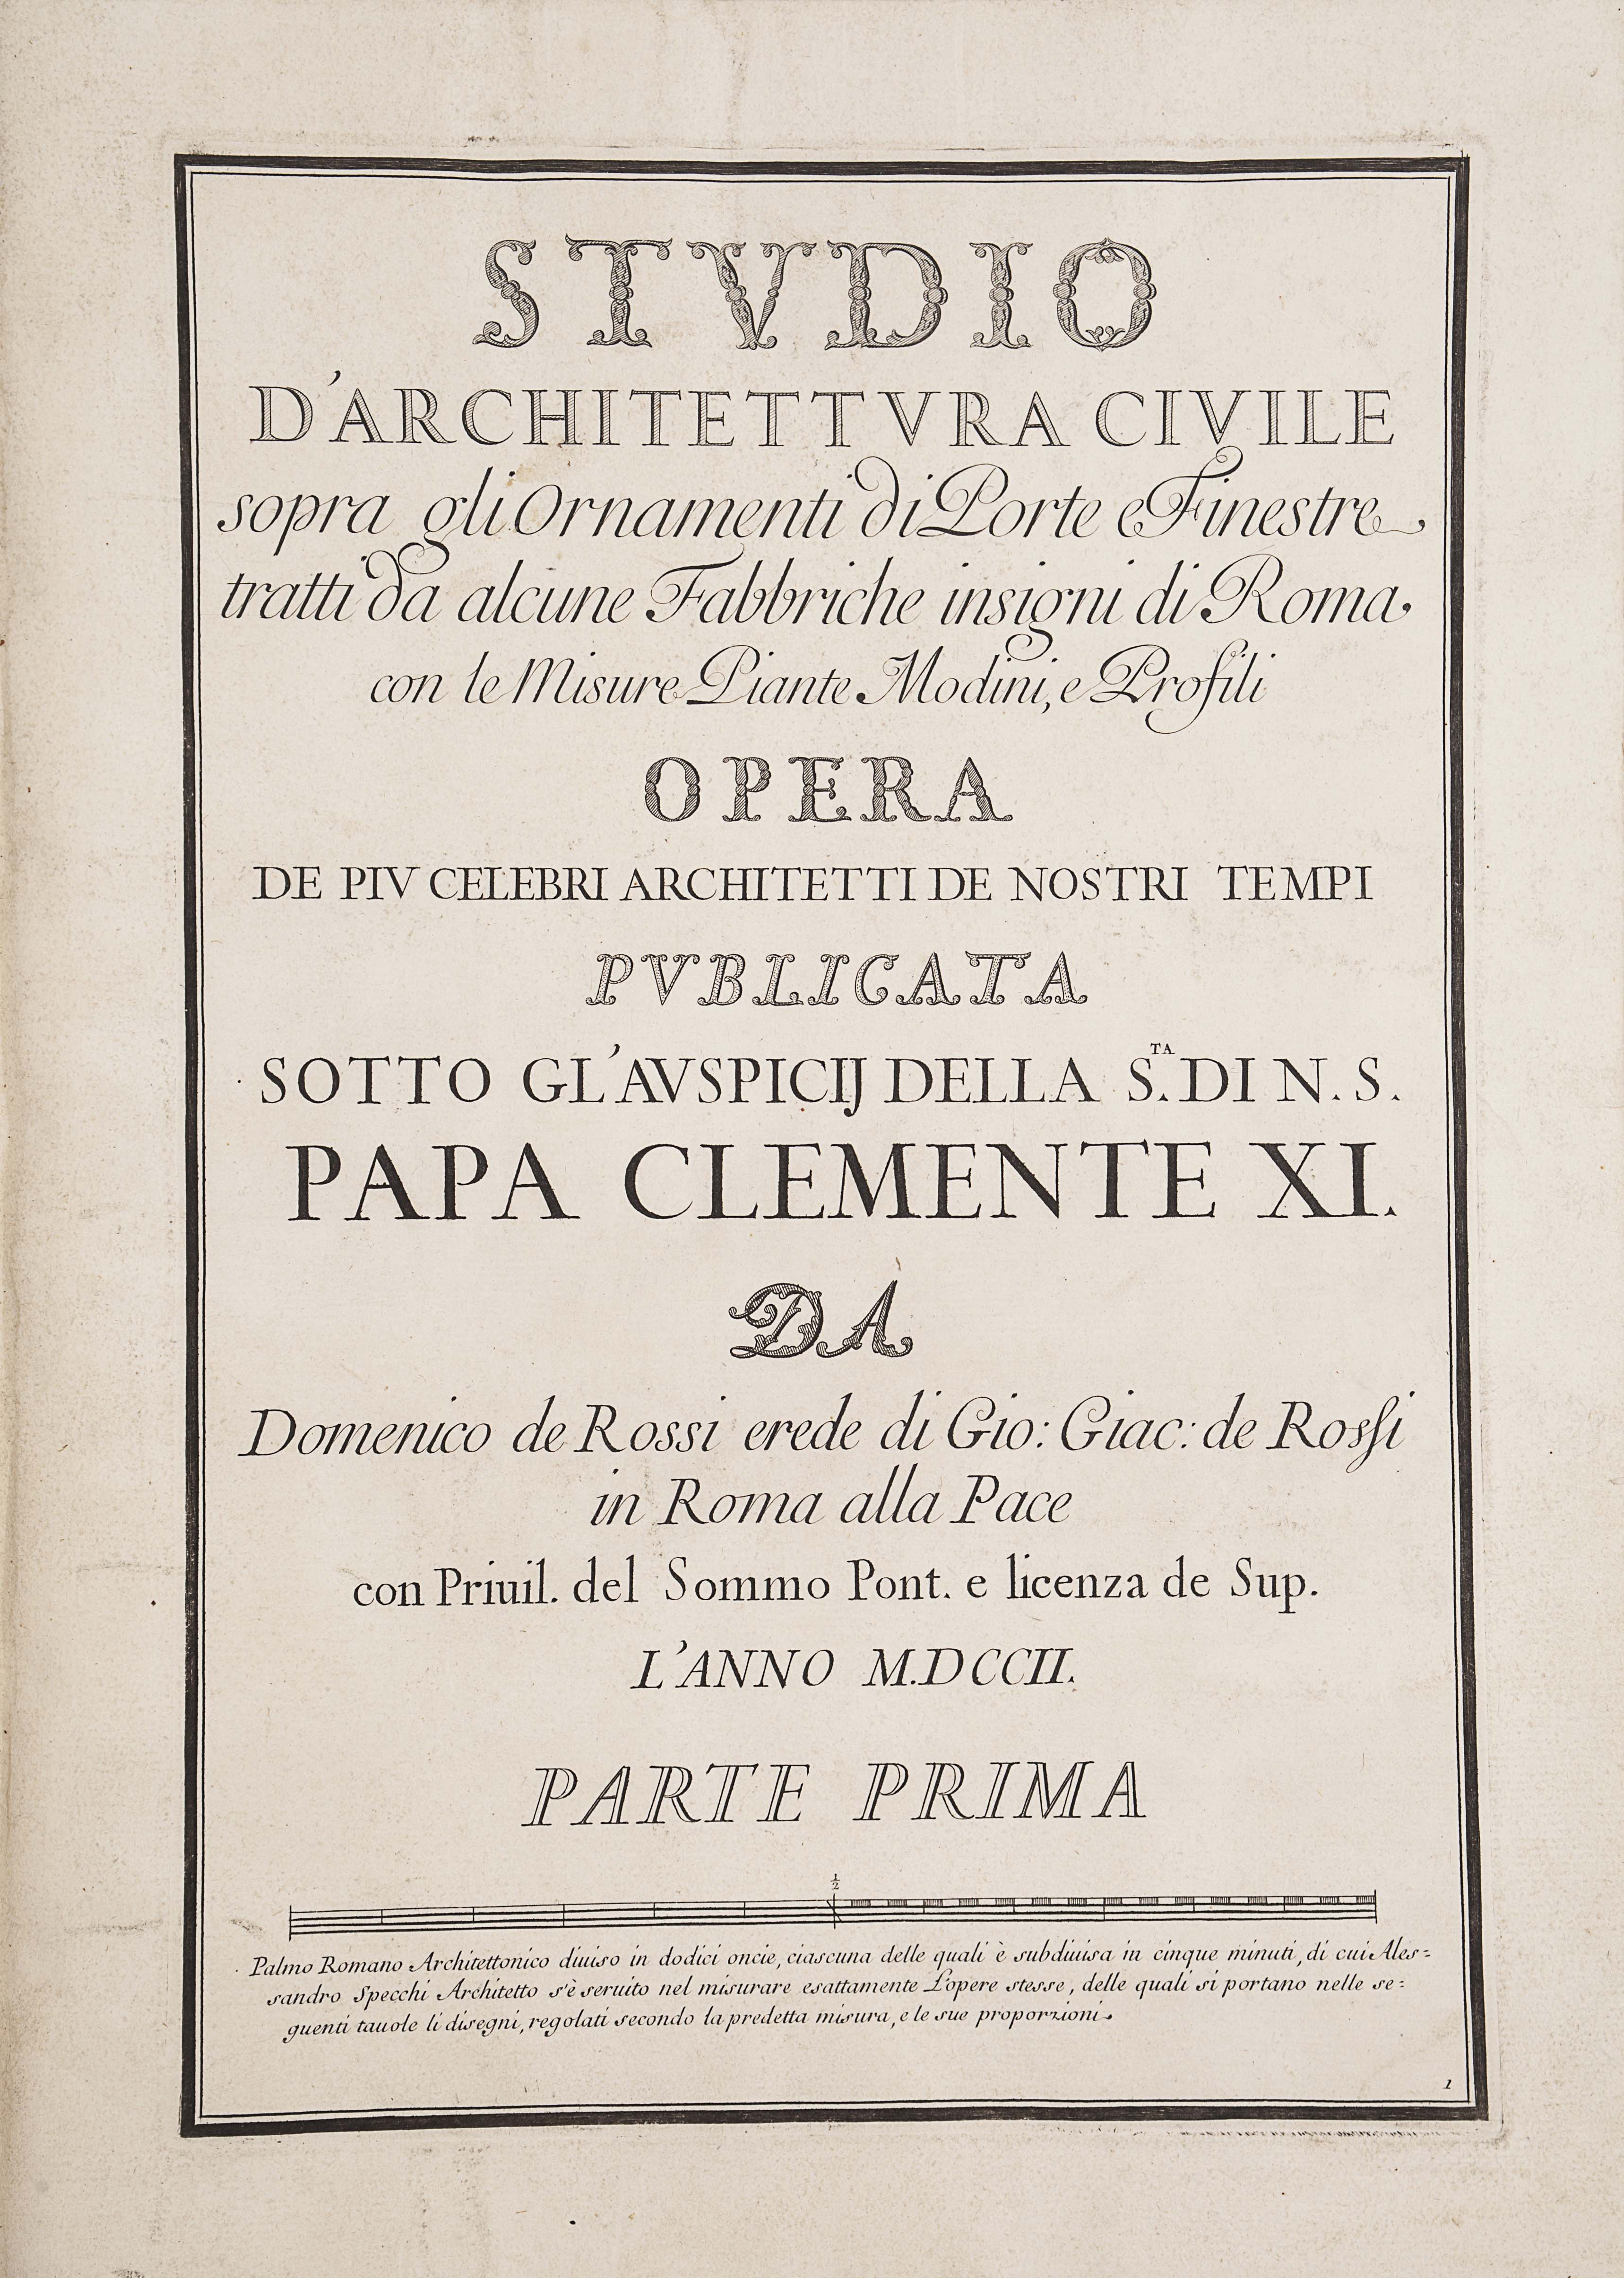 STVDIO
D'ARCHITETTVRA CIVILE
sopra gli Ornamenti di Porte e Finestre
tratti da alcune Fabbriche insigni di Roma
con le Misure Piante Modini, e Profili
OPERA
DE PIV CELEBRI ARCHITETTI DE NOSTRI TEMPI
PVBLICATA
SOTTO GL'AVSPICIJ DELLA S.TA DI N. S.
PAPA CLEMENTE XI.
DA
Domenico de Rossi erede di Gio: Giac: de Roſsi
in Roma alla Pace
con Priuil. del Sommo Pont. e licenza de Sup.
L'ANNO M.DCCII.
PARTE PRIMA
1/2
Palmo Romano Architettonico diuiso in dodici oncie, ciascuna delle quali è subdiuisa in cinque minuti, di cui Ales=
sandro Specchi Architetto s'è seruito nel misurare esattamente L'opere stesse, delle quali si portano nelle se=
guenti tauole li disegni, regolati secondo la predetta misura, e le sue proporzioni.
1